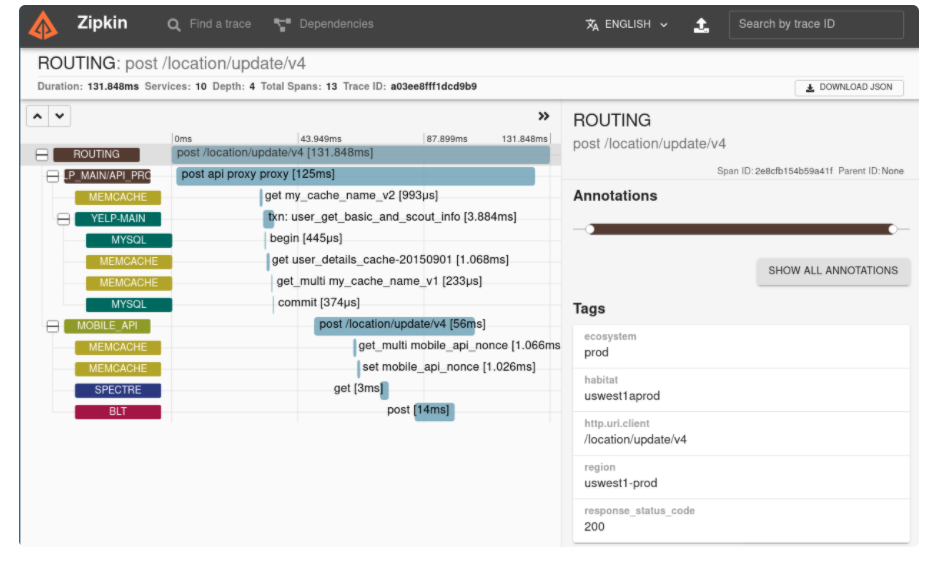 Zipkin Find a trace Dependencies ENGLISH Search by trace ID
ROUTING: post /location/update/v4
Duration: 131.848ms Services: 10 Depth: 4 Total Spans: 13 Trace ID: a03ee8fff1dcd9b9 DOWNLOAD JSON
0ms 43.949ms 87.899ms 131.848ms
ROUTING post /location/update/v4 [131.848ms]
LP_MAIN/API_PRO post api proxy proxy [125ms]
MEMCACHE get my_cache_name_v2 [993µs]
YELP-MAIN txn: user_get_basic_and_scout_info [3.884ms]
MYSQL begin [445µs]
MEMCACHE get user_details_cache-20150901 [1.068ms]
MEMCACHE get_multi my_cache_name_v1 [233µs]
MYSQL commit [374µs]
MOBILE_API post /location/update/v4 [56ms]
MEMCACHE get_multi mobile_api_nonce [1.066ms
MEMCACHE set mobile_api_nonce [1.026ms]
SPECTRE get [3ms]
BLT post [14ms]
ROUTING
post /location/update/v4
Span ID: 2e8cfb154b59a41f Parent ID: None
Annotations
SHOW ALL ANNOTATIONS
Tags
ecosystem
prod
habitat
uswest1aprod
http.uri.client
/location/update/v4
region
uswest1-prod
response_status_code
200